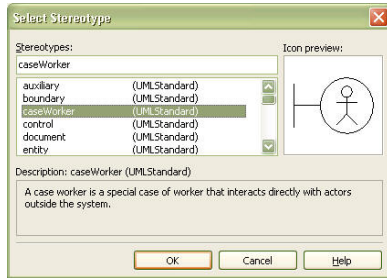 Select Stereotype
Stereotypes:
Icon preview:
caseWorker
auxiliary (UMLStandard)
boundary (UMLStandard)
caseWorker (UMLStandard)
control (UMLStandard)
document (UMLStandard)
entity (UMLStandard)
Description: caseWorker (UMLStandard)
A case worker is a special case of worker that interacts directly with actors
outside the system.
OK Cancel Help